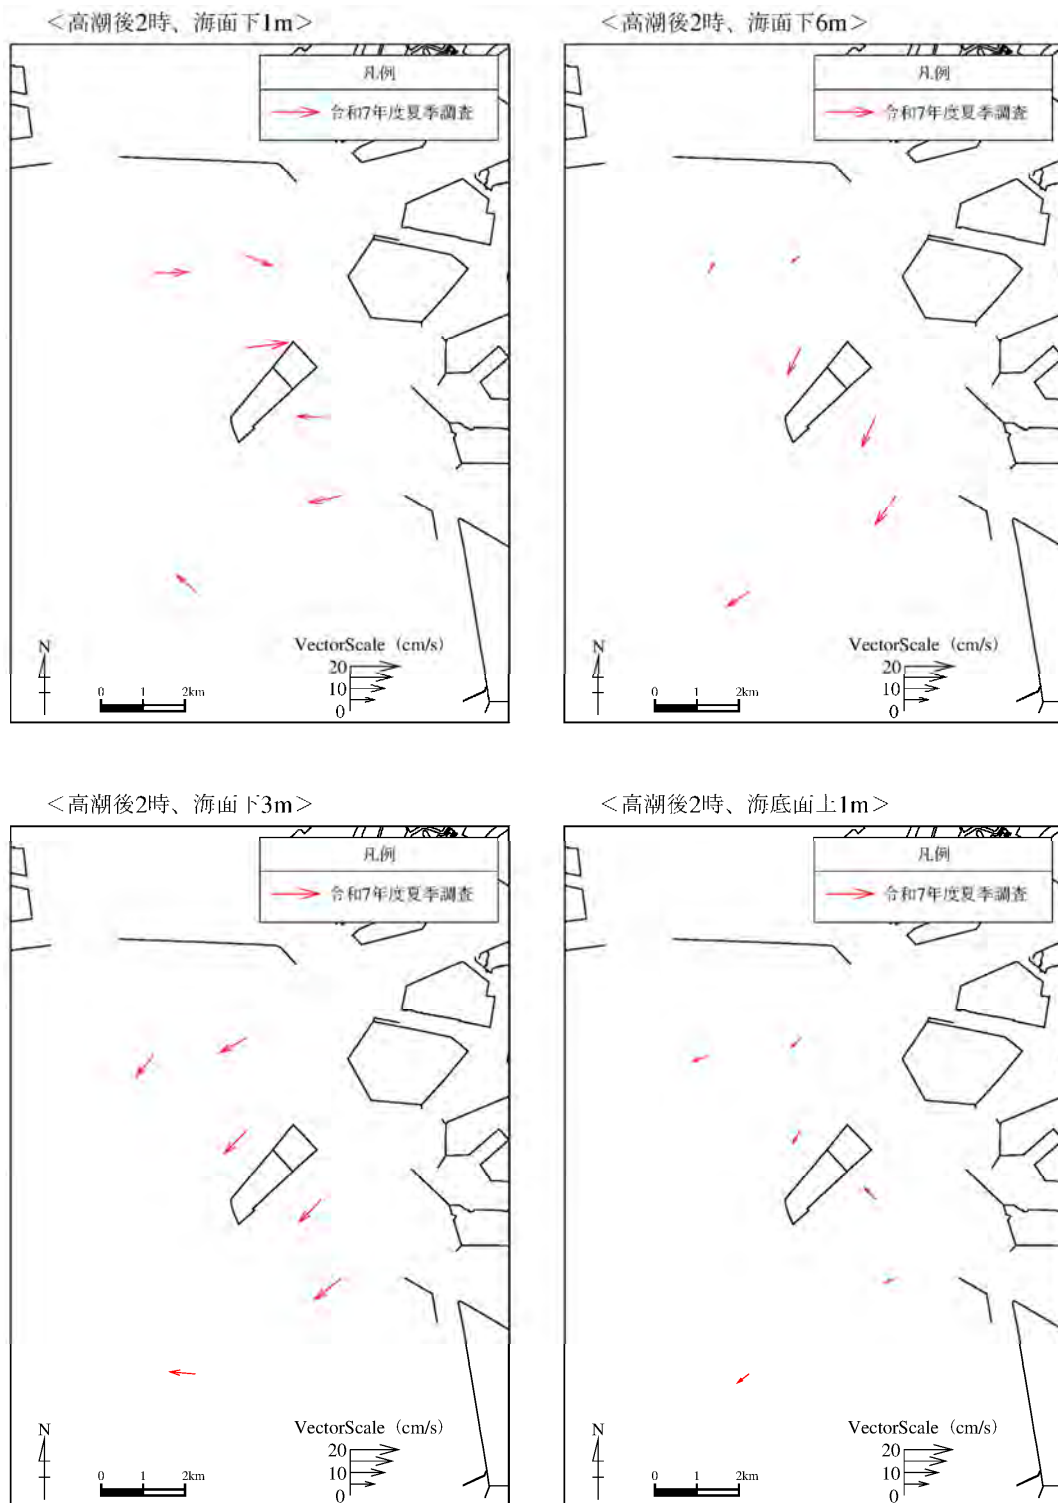 ＜高潮後2時、海面下1m＞
凡例
令和7年度夏季調査
N
0 1 2km
VectorScale (cm/s)
20
10
0
＜高潮後2時、海面下6m＞
凡例
令和7年度夏季調査
N
0 1 2km
VectorScale (cm/s)
20
10
0
＜高潮後2時、海面下3m＞
凡例
令和7年度夏季調査
N
0 1 2km
VectorScale (cm/s)
20
10
0
＜高潮後2時、海底面上1m＞
凡例
令和7年度夏季調査
N
0 1 2km
VectorScale (cm/s)
20
10
0